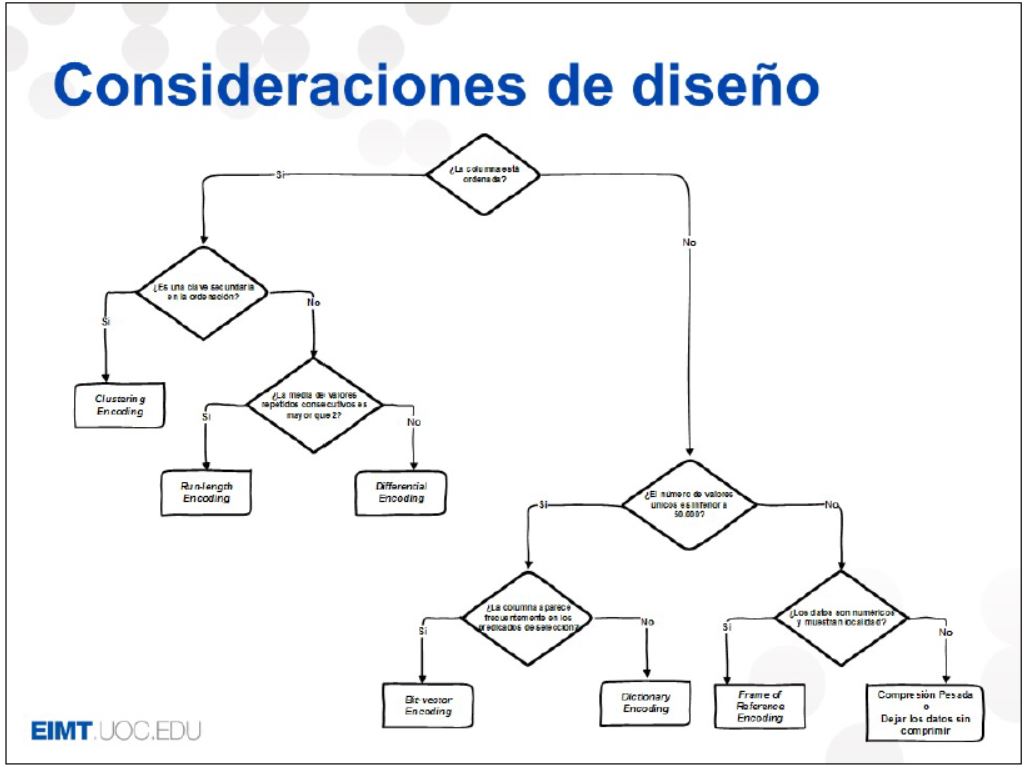 Consideraciones de diseño
¿La columna está
ordenada?
Sí
No
¿Es una clave secundaria
en la ordenación?
Sí
No
Clustering
Encoding
¿La media de valores
repetidos consecutivos es
mayor que 2?
Sí
No
Run-length
Encoding
Differencial
Encoding
¿El número de valores
únicos es inferior a
50.000?
Sí
No
¿La columna aparece
frecuentemente en los
predicados de selección?
Sí
No
Bit-vector
Encoding
Dictionary
Encoding
¿Los datos son numéricos
y muestran localidad?
Sí
No
Frame of
Reference
Encoding
Compresión Pesada
o
Dejar los datos sin
comprimir
EIMT.UOC.EDU